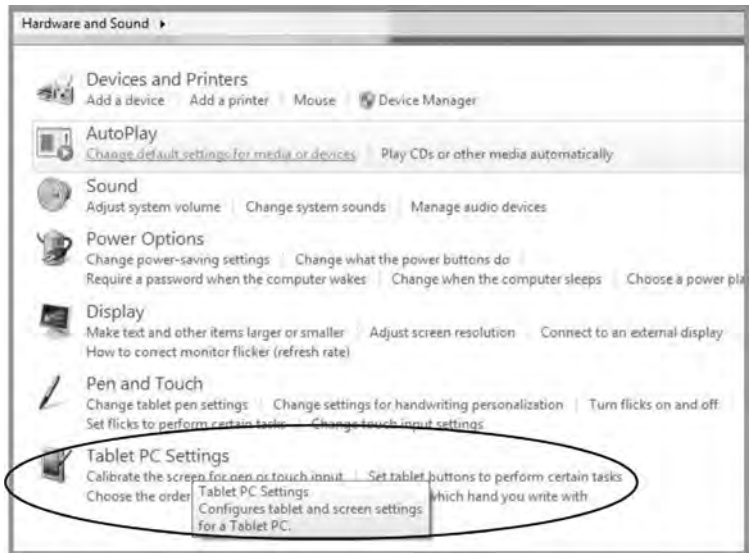 Hardware and Sound
Devices and Printers
Add a device Add a printer Mouse Device Manager
AutoPlay
Change default settings for media or devices Play CDs or other media automatically
Sound
Adjust system volume Change system sounds Manage audio devices
Power Options
Change power-saving settings Change what the power buttons do
Require a password when the computer wakes Change when the computer sleeps Choose a power pla
Display
Make text and other items larger or smaller Adjust screen resolution Connect to an external display
How to correct monitor flicker (refresh rate)
Pen and Touch
Change tablet pen settings Change settings for handwriting personalization Turn flicks on and off
Set flicks to perform certain tasks Change touch input settings
Tablet PC Settings
Calibrate the screen for pen or touch input Set tablet buttons to perform certain tasks
Choose the order which hand you write with
Tablet PC Settings
Configures tablet and screen settings
for a Tablet PC.